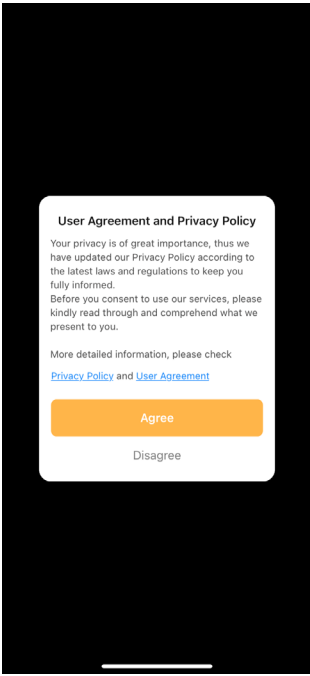 User Agreement and Privacy Policy
Your privacy is of great importance, thus we
have updated our Privacy Policy according to
the latest laws and regulations to keep you
fully informed.
Before you consent to use our services, please
kindly read through and comprehend what we
present to you.
More detailed information, please check
Privacy Policy and User Agreement
Agree
Disagree